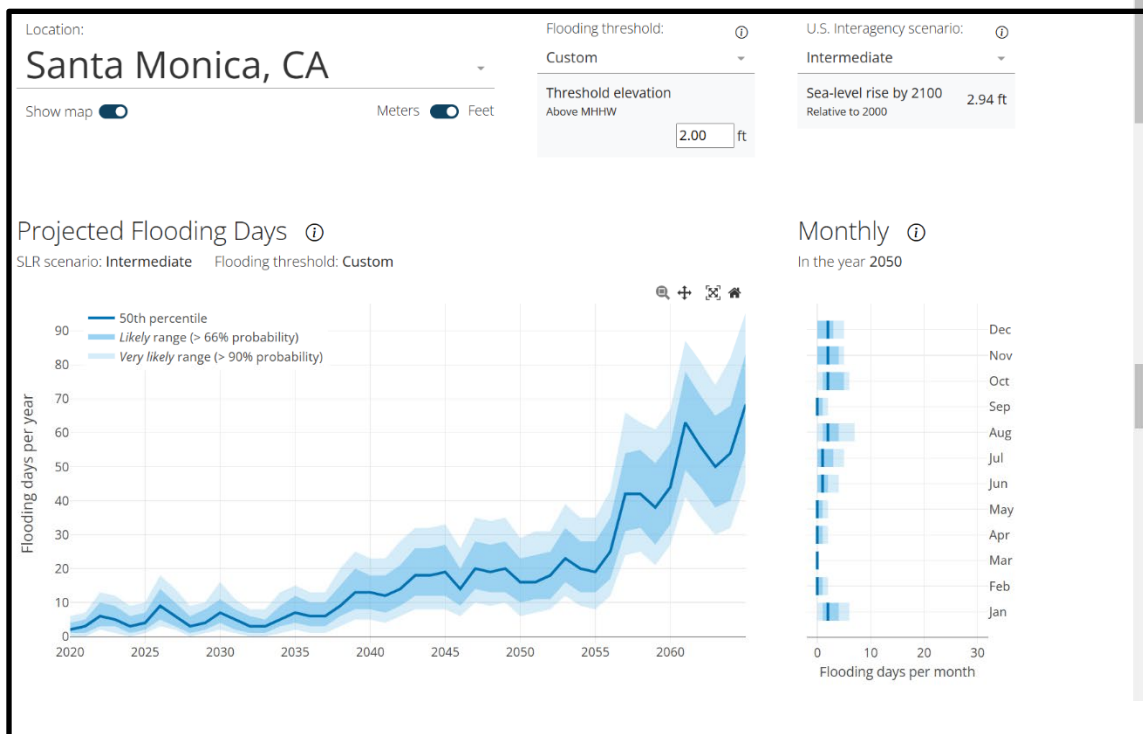 Location:
Santa Monica, CA
Show map
Meters Feet
Flooding threshold:
Custom
Threshold elevation
Above MHHW
2.00 ft
U.S. Interagency scenario:
Intermediate
Sea-level rise by 2100
Relative to 2000
2.94 ft
Projected Flooding Days
SLR scenario: Intermediate Flooding threshold: Custom
50th percentile
Likely range (> 66% probability)
Very likely range (> 90% probability)
Flooding days per year
90
80
70
60
50
40
30
20
10
0
2020 2025 2030 2035 2040 2045 2050 2055 2060
Monthly
In the year 2050
Dec
Nov
Oct
Sep
Aug
Jul
Jun
May
Apr
Mar
Feb
Jan
0 10 20 30
Flooding days per month